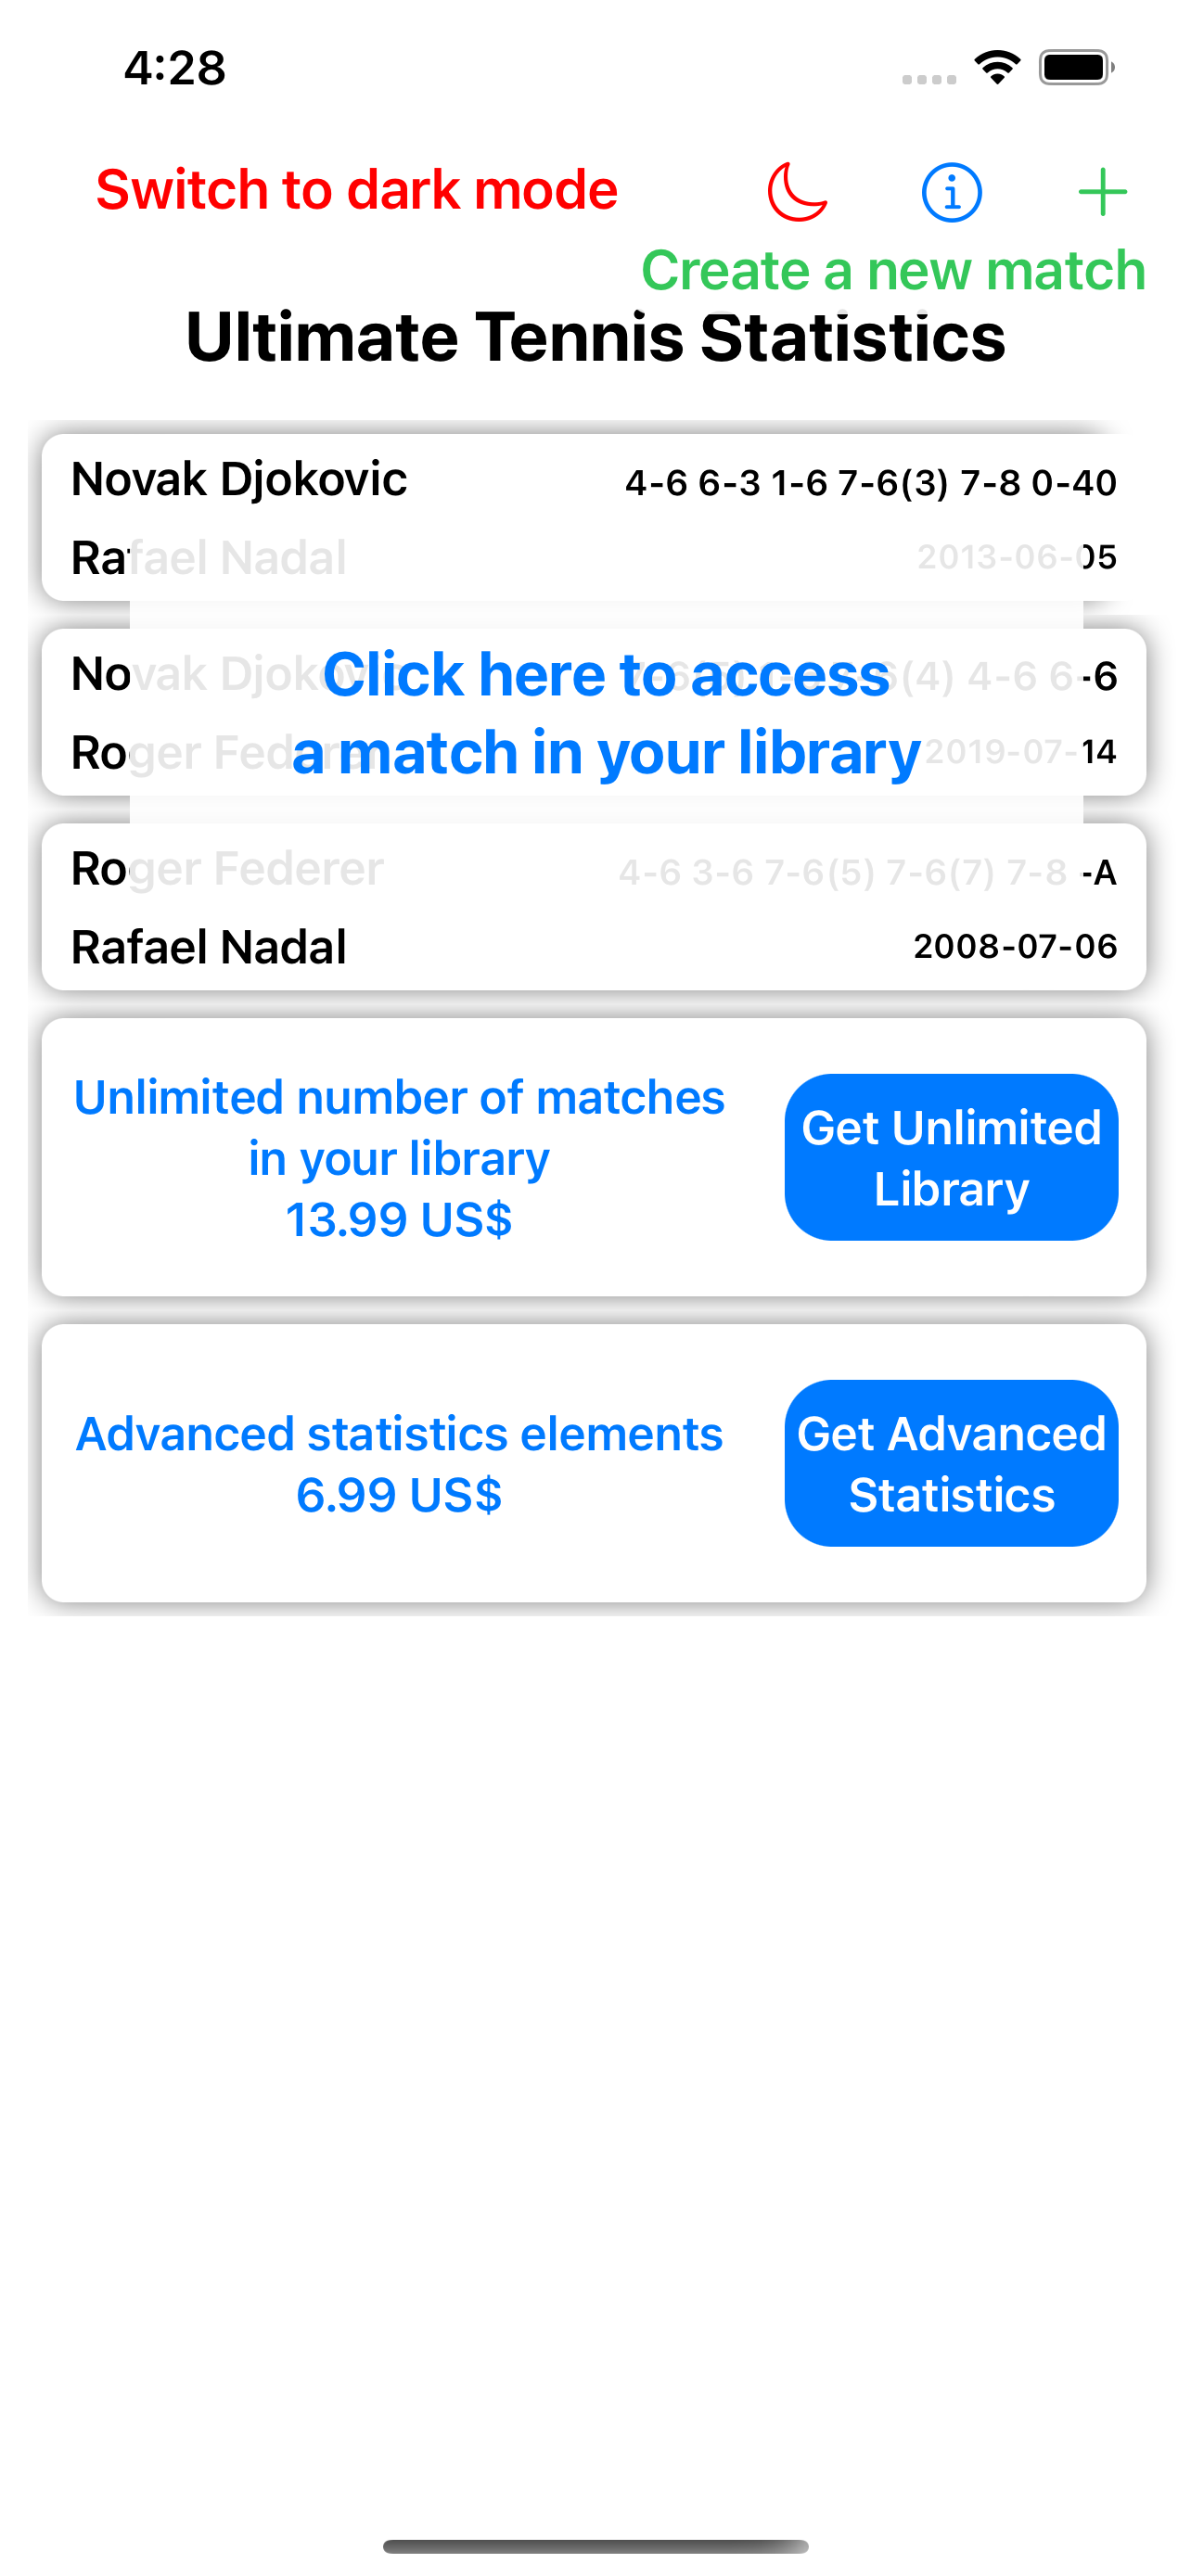 4:28
Switch to dark mode
Create a new match
Ultimate Tennis Statistics
Novak Djokovic 4-6 6-3 1-6 7-6(3) 7-8 0-40
Rafael Nadal 2013-06-05
Novak Djokovic 4-6 6-6
Click here to access
Roger Federer 2019-07-14
a match in your library
Roger Federer 4-6 3-6 7-6(5) 7-6(7) 7-8 -A
Rafael Nadal 2008-07-06
Unlimited number of matches
in your library
13.99 US$
Get Unlimited
Library
Advanced statistics elements
6.99 US$
Get Advanced
Statistics